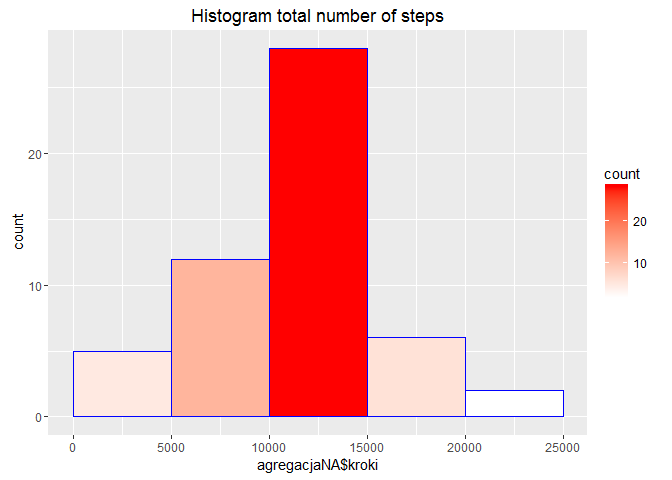 Histogram total number of steps
count
20
10
0
0 5000 10000 15000 20000 25000
agregacjaNA$kroki
count
20
10